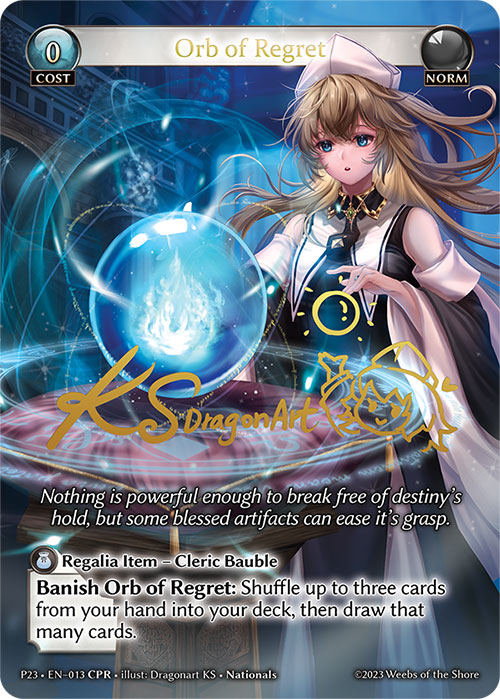 0
Orb of Regret
COST
NORM
KS DragonArt
Nothing is powerful enough to break free of destiny's
hold, but some blessed artifacts can ease it's grasp.
Regalia Item – Cleric Bauble
Banish Orb of Regret: Shuffle up to three cards
from your hand into your deck, then draw that
many cards.
P23 • EN–013 CPR • illust: Dragonart KS • Nationals
©2023 Weebs of the Shore